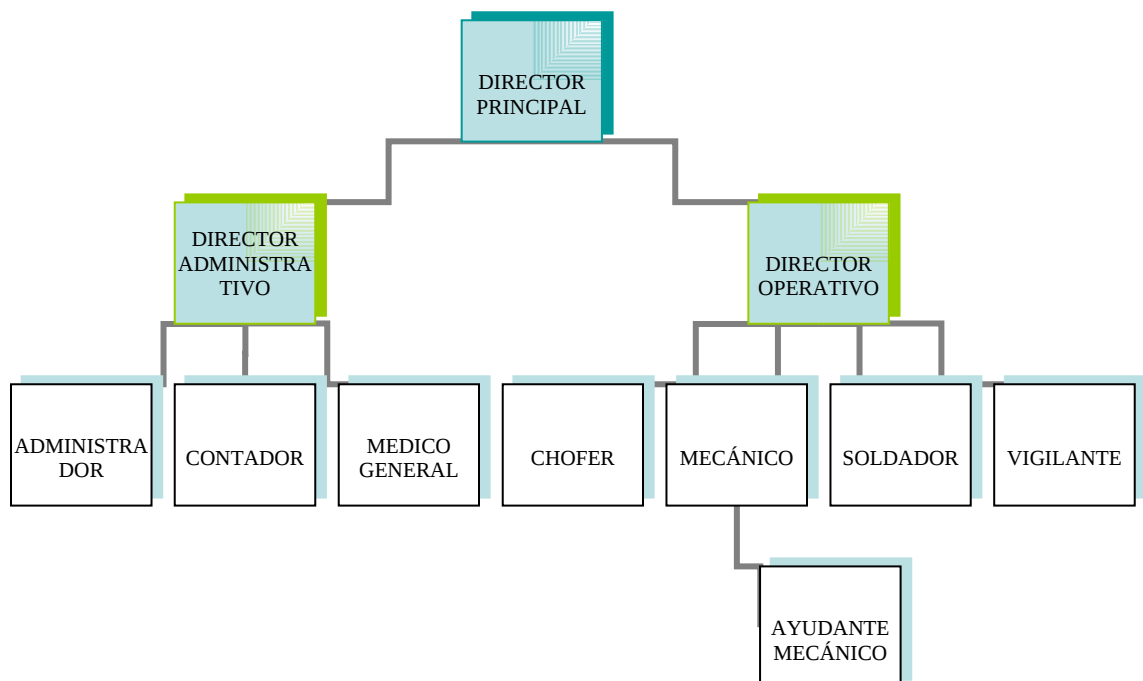 DIRECTOR
PRINCIPAL
DIRECTOR
ADMINISTRA
TIVO
DIRECTOR
OPERATIVO
ADMINISTRA
DOR
CONTADOR
MEDICO
GENERAL
CHOFER
MECÁNICO
SOLDADOR
VIGILANTE
AYUDANTE
MECÁNICO